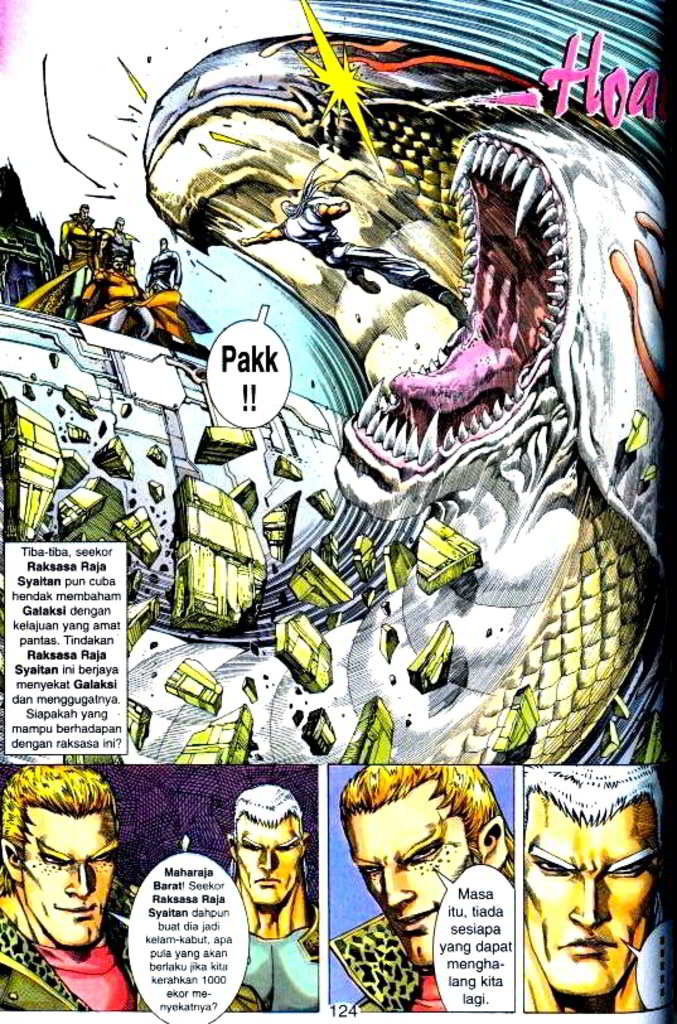 Hoa
Pakk
!!
Tiba-tiba, seekor
Raksasa Raja
Syaitan pun cuba
hendak membaham
Galaksi dengan
kelajuan yang amat
pantas. Tindakan
Raksasa Raja
Syaitan ini berjaya
menyekat Galaksi
dan menggugatnya.
Siapakah yang
mampu berhadapan
dengan raksasa ini?
Maharaja
Barat! Seekor
Raksasa Raja
Syaitan dahpun
buat dia jadi
kelam-kabut, apa
pula yang akan
berlaku jika kita
kerahkan 1000
ekor me-
nyekatnya?
Masa
itu, tiada
sesiapa
yang dapat
mengha-
lang kita
lagi.
124